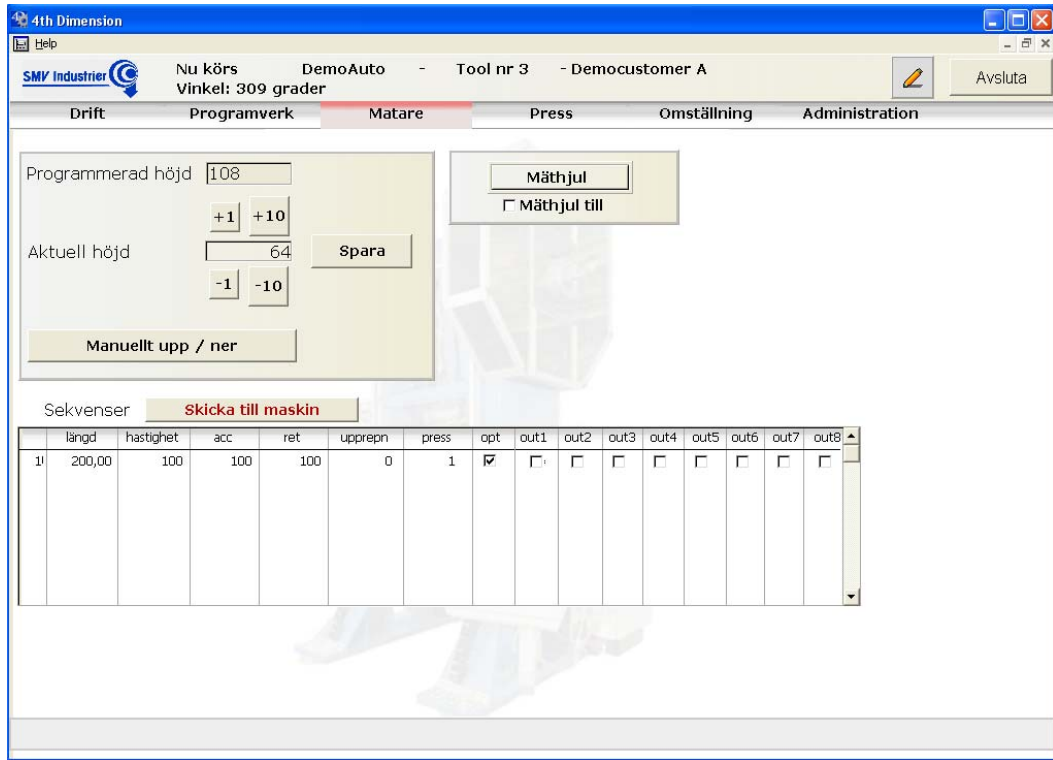 4th Dimension
Help
SMV Industrier
Nu körs DemoAuto - Tool nr 3 - Democustomer A
Vinkel: 309 grader
Avsluta
Drift Programverk Matare Press Omställning Administration
Programmerad höjd 108
+1 +10
Aktuell höjd 64 Spara
-1 -10
Manuellt upp / ner
Mäthjul
Mäthjul till
Sekvenser Skicka till maskin
längd hastighet acc ret upprepn press opt out1 out2 out3 out4 out5 out6 out7 out8
1 200,00 100 100 100 0 1